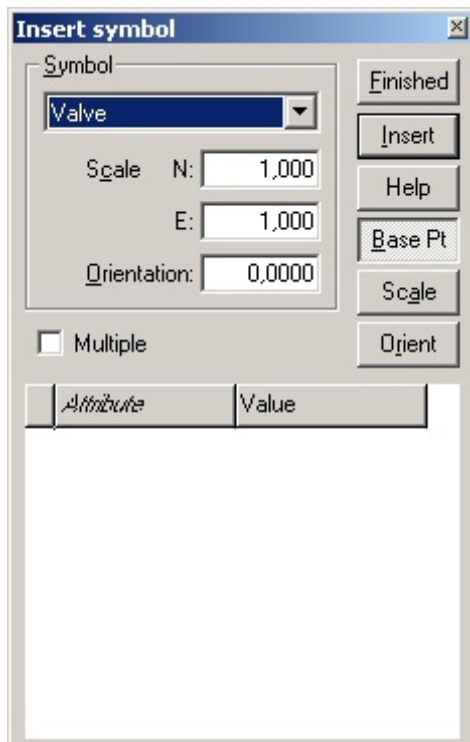 Insert symbol
Symbol
Valve
Scale N: 1,000
E: 1,000
Orientation: 0,0000
Multiple
Finished
Insert
Help
Base Pt
Scale
Orient
Attribute Value